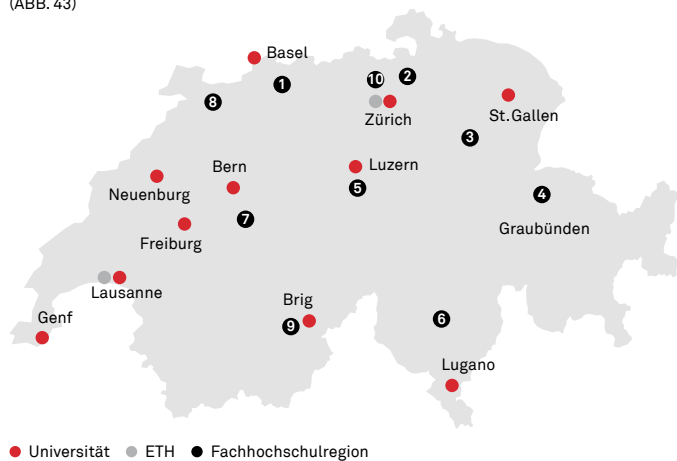 (ABB. 43)
Basel
1
10
2
8
Zürich
St.Gallen
3
Luzern
Bern
Neuenburg
5
4
7
Graubünden
Freiburg
Lausanne
Brig
Genf
9
6
Lugano
Universität ETH Fachhochschulregion